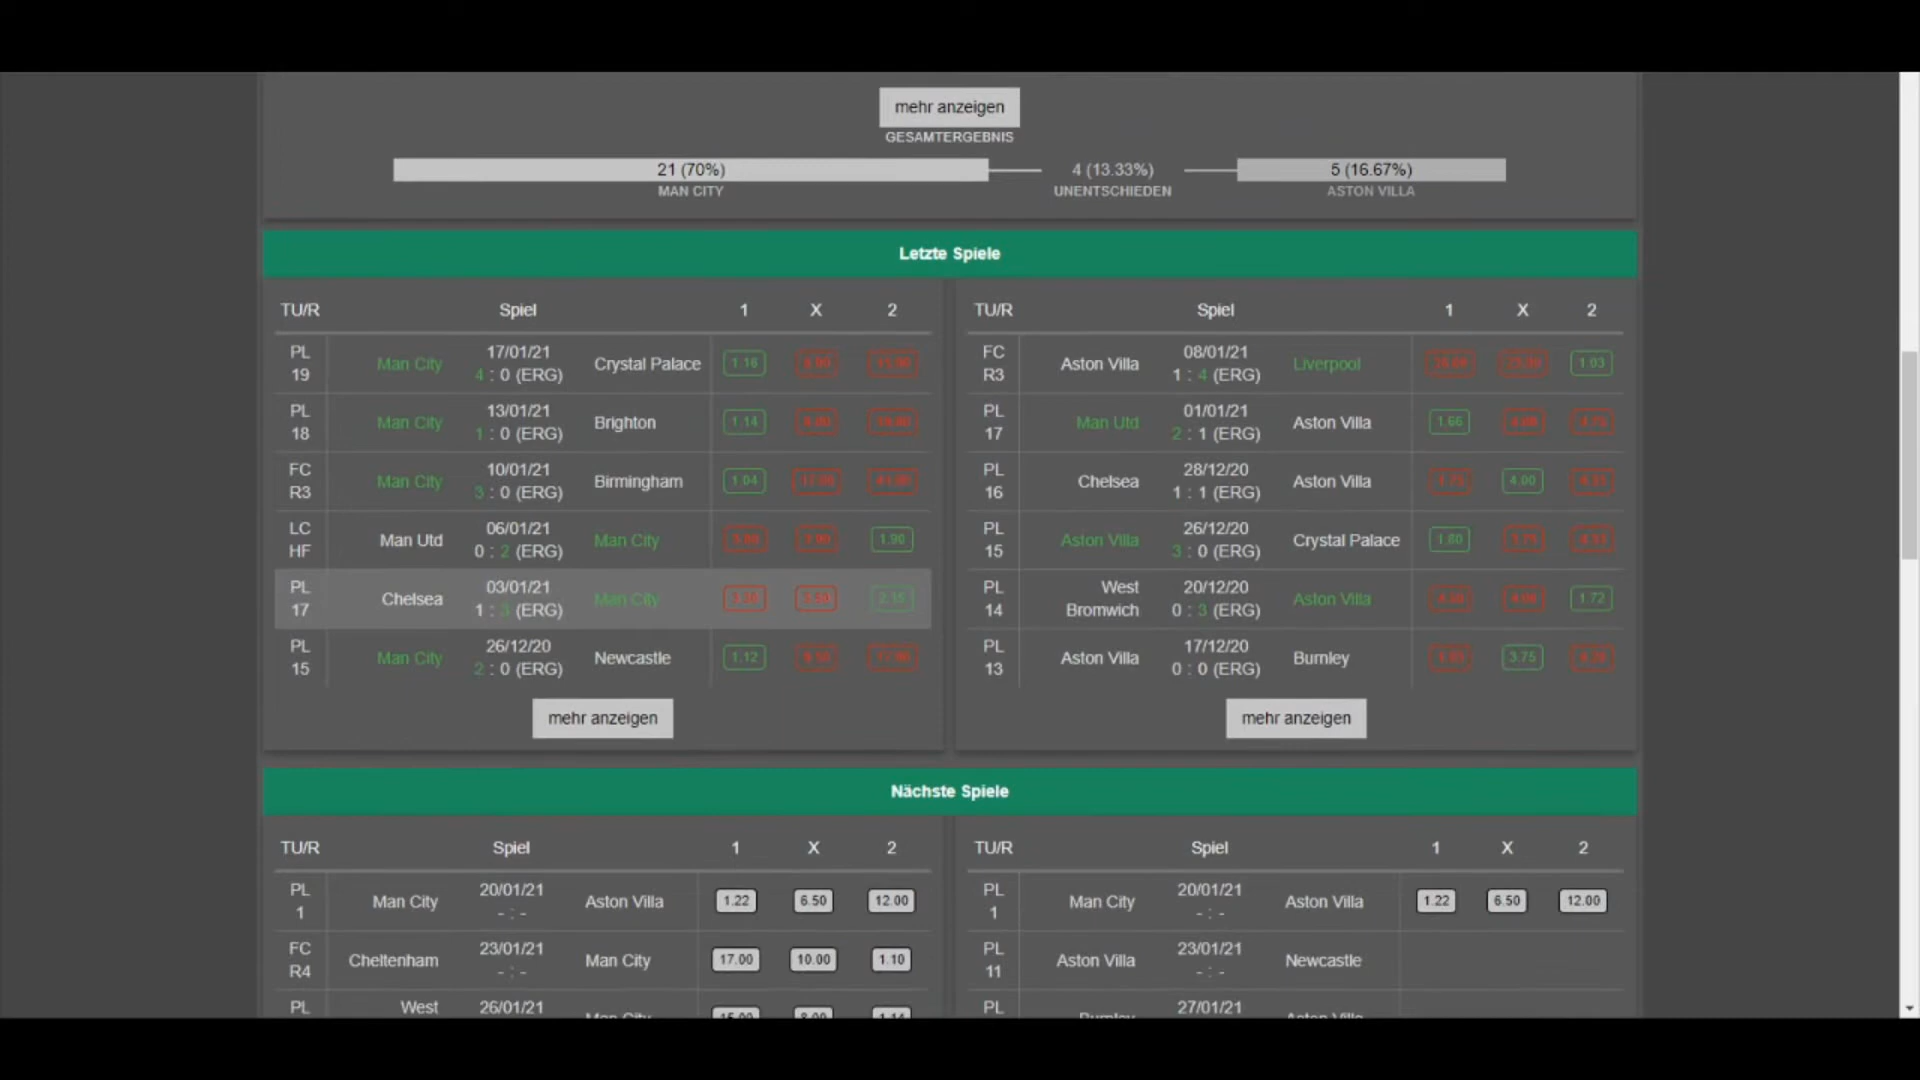 mehr anzeigen
GESAMTERGEBNIS
21 (70%) 4 (13.33%) 5 (16.67%)
MAN CITY UNENTSCHIEDEN ASTON VILLA
Letzte Spiele
TU/R Spiel 1 X 2
PL 17/01/21
Man City Crystal Palace 1.16
19 4 : 0 (ERG)
PL 13/01/21
Man City Brighton 1.14
18 1 : 0 (ERG)
FC 10/01/21
Man City Birmingham 1.04
R3 3 : 0 (ERG)
LC 06/01/21
Man Utd Man City 1.90
HF 0 : 2 (ERG)
PL 03/01/21
Chelsea Man City 3.50
17 1 : 3 (ERG)
PL 26/12/20
Man City Newcastle 1.12
15 2 : 0 (ERG)
mehr anzeigen
TU/R Spiel 1 X 2
FC 08/01/21
Aston Villa Liverpool 1.03
R3 1 : 4 (ERG)
PL 01/01/21
Man Utd Aston Villa 1.66
17 2 : 1 (ERG)
PL 28/12/20
Chelsea Aston Villa 4.00
16 1 : 1 (ERG)
PL 26/12/20
Aston Villa Crystal Palace 1.80
15 3 : 0 (ERG)
PL West 20/12/20
Aston Villa 1.72
14 Bromwich 0 : 3 (ERG)
PL 17/12/20
Aston Villa Burnley 3.75
13 0 : 0 (ERG)
mehr anzeigen
Nächste Spiele
TU/R Spiel 1 X 2
PL 20/01/21
Man City Aston Villa 1.22 6.50 12.00
1 - : -
FC 23/01/21
Cheltenham Man City 17.00 10.00 1.10
R4 - : -
PL West 26/01/21
Man City 15.00 8.00 1.14
TU/R Spiel 1 X 2
PL 20/01/21
Man City Aston Villa 1.22 6.50 12.00
1 - : -
PL 23/01/21
Aston Villa Newcastle
11 - : -
PL 27/01/21
Burnley Aston Villa